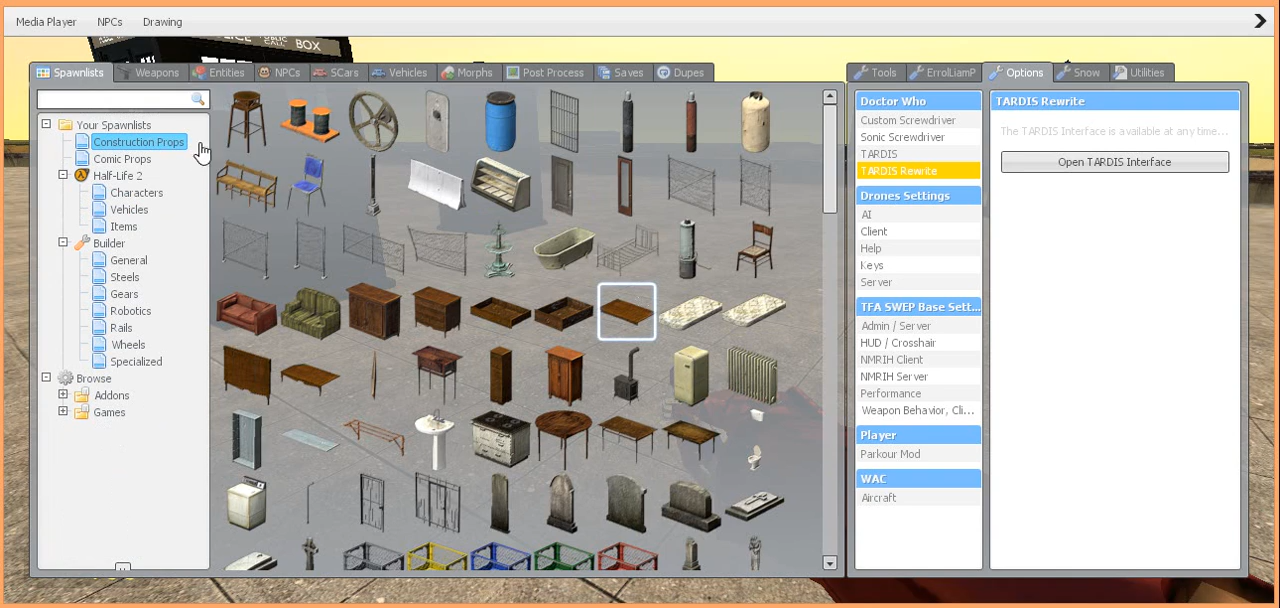 Media Player NPCs Drawing
PUBLIC
CALL
BOX
Spawnlists Weapons Entities NPCs SCars Vehicles Morphs Post Process Saves Dupes
Your Spawnlists
Construction Props
Comic Props
Half-Life 2
Characters
Vehicles
Items
Builder
General
Steels
Gears
Robotics
Rails
Wheels
Specialized
Browse
Addons
Games
Tools ErrolLiamP Options Snow Utilities
Doctor Who
Custom Screwdriver
Sonic Screwdriver
TARDIS
TARDIS Rewrite
Drones Settings
AI
Client
Help
Keys
Server
TFA SWEP Base Sett...
Admin / Server
HUD / Crosshair
NMRIH Client
NMRIH Server
Performance
Weapon Behavior, Cli...
Player
Parkour Mod
WAC
Aircraft
TARDIS Rewrite
The TARDIS Interface is available at any time...
Open TARDIS Interface